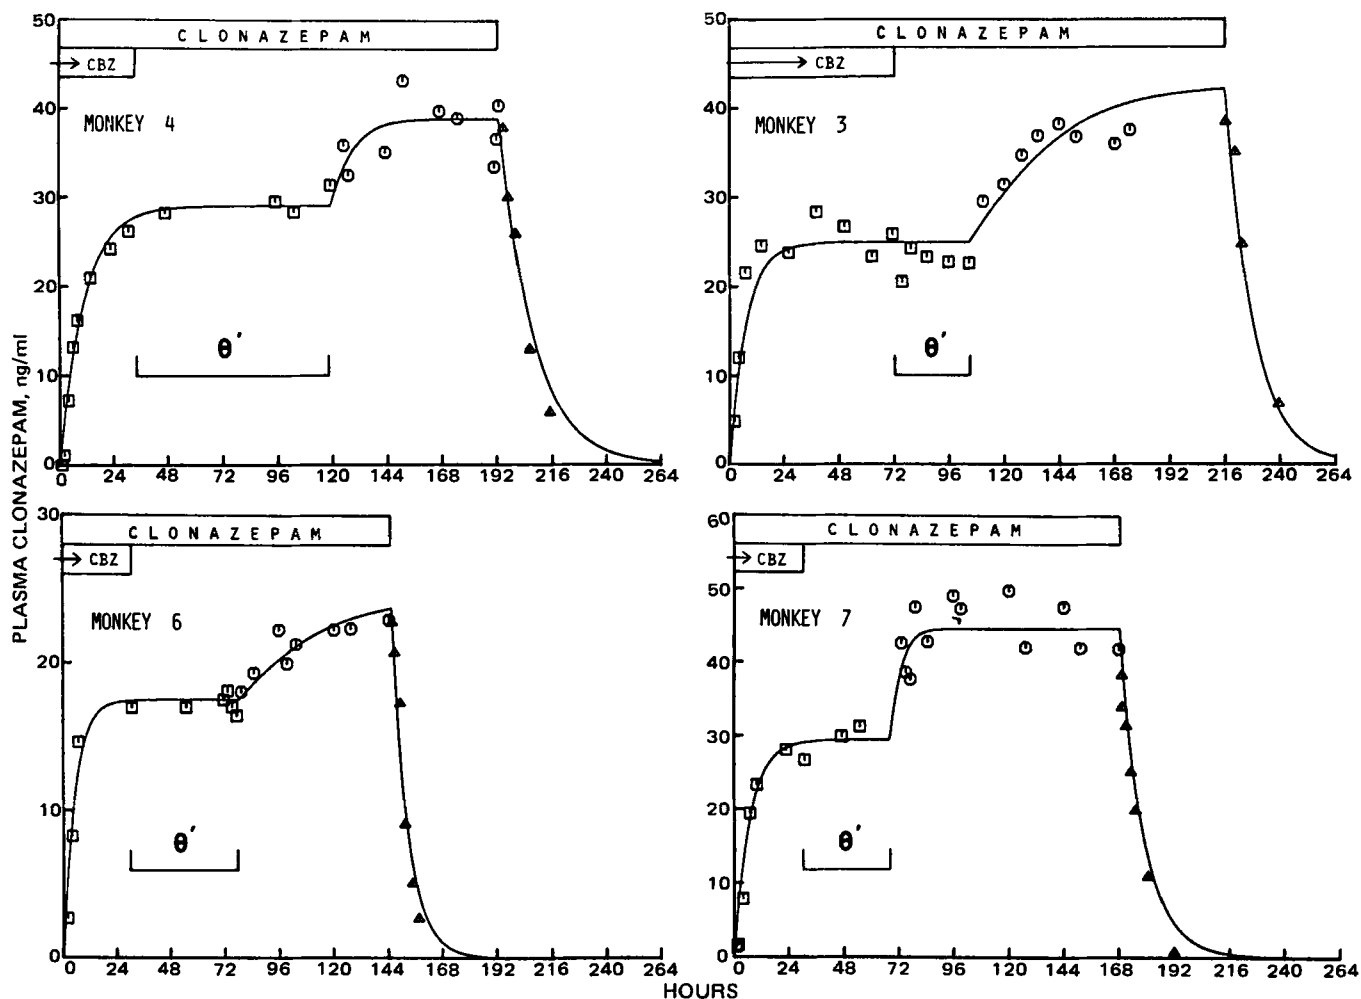 50
CLONAZEPAM
→ CBZ
40
MONKEY 4
30
20
θ′
10
0
0 24 48 72 96 120 144 168 192 216 240 264
50
CLONAZEPAM
→ CBZ
40
MONKEY 3
30
20
θ′
10
0
0 24 48 72 96 120 144 168 192 216 240 264
PLASMA CLONAZEPAM, ng/ml
30
CLONAZEPAM
→ CBZ
MONKEY 6
20
10
θ′
0
0 24 48 72 96 120 144 168 192 216 240 264
60
CLONAZEPAM
→ CBZ
50
MONKEY 7
40
30
20
θ′
10
0
0 24 48 72 96 120 144 168 192 216 240 264
HOURS